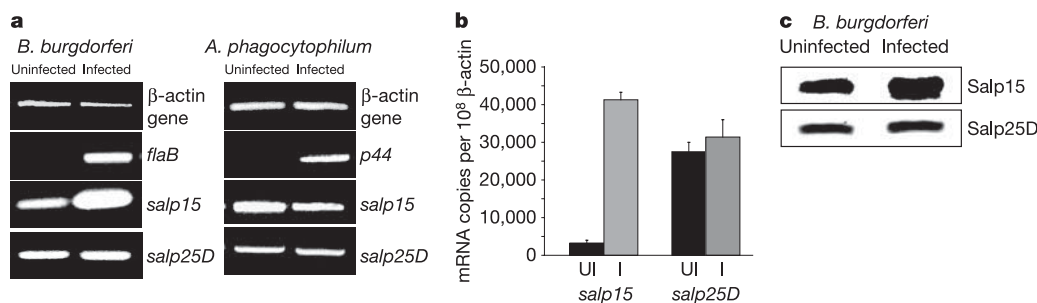 a
B. burgdorferi
Uninfected Infected
β-actin
gene
flaB
salp15
salp25D
A. phagocytophilum
Uninfected Infected
β-actin
gene
p44
salp15
salp25D
b
mRNA copies per 10⁸ β-actin
50,000
40,000
30,000
20,000
10,000
0
UI I UI I
salp15 salp25D
c
B. burgdorferi
Uninfected Infected
Salp15
Salp25D